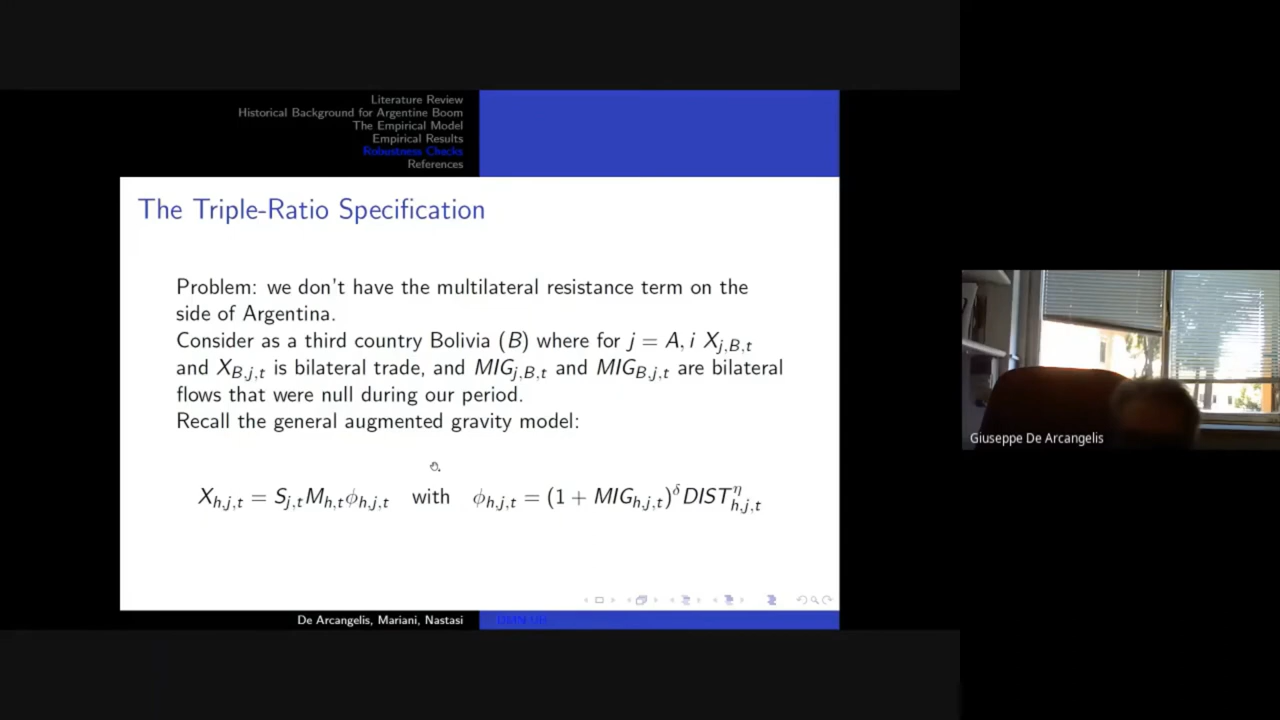 Literature Review
Historical Background for Argentine Boom
The Empirical Model
Empirical Results
Robustness Checks
References
The Triple-Ratio Specification
Problem: we don't have the multilateral resistance term on the
side of Argentina.
Consider as a third country Bolivia (B) where for j = A, i X_{j,B,t}
and X_{B,j,t} is bilateral trade, and MIG_{j,B,t} and MIG_{B,j,t} are bilateral
flows that were null during our period.
Recall the general augmented gravity model:
X_{h,j,t} = S_{j,t}M_{h,t}ϕ_{h,j,t} with ϕ_{h,j,t} = (1 + MIG_{h,j,t})^δ DIST^η_{h,j,t}
De Arcangelis, Mariani, Nastasi
Giuseppe De Arcangelis